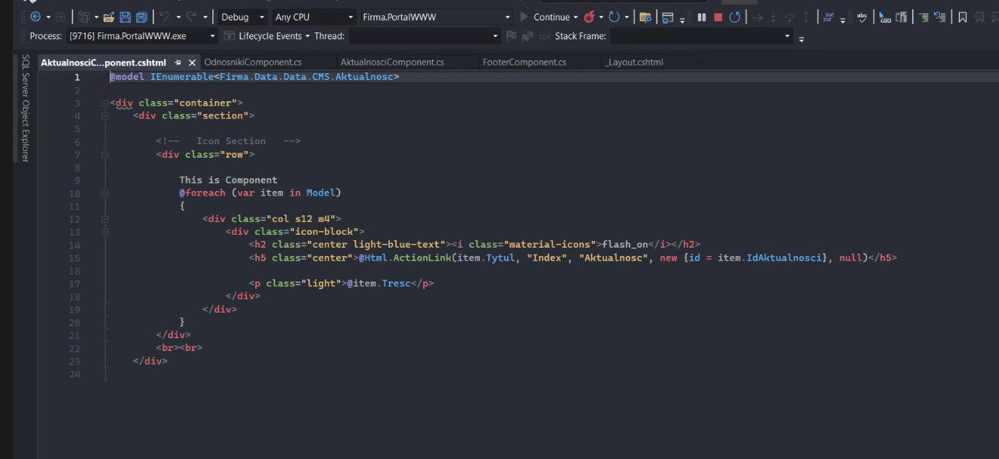 Debug Any CPU Firma.PortalWWW Continue
Process: [9716] Firma.PortalWWW.exe Lifecycle Events Thread: Stack Frame:
SQL Server Object Explorer
AktualnosciC...ponent.cshtml OdnosnikiComponent.cs AktualnosciComponent.cs FooterComponent.cs _Layout.cshtml
1 @model IEnumerable<Firma.Data.Data.CMS.Aktualnosc>
2
3 <div class="container">
4 <div class="section">
5
6 <!-- Icon Section -->
7 <div class="row">
8
9 This is Component
10 @foreach (var item in Model)
11 {
12 <div class="col s12 m4">
13 <div class="icon-block">
14 <h2 class="center light-blue-text"><i class="material-icons">flash_on</i></h2>
15 <h5 class="center">@Html.ActionLink(item.Tytul, "Index", "Aktualnosc", new {id = item.IdAktualnosci}, null)</h5>
16
17 <p class="light">@item.Tresc</p>
18 </div>
19 </div>
20 }
21 </div>
22 <br><br>
23 </div>
24